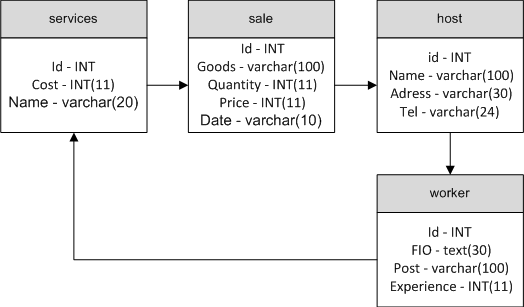 services
Id - INT
Cost - INT(11)
Name - varchar(20)
sale
Id - INT
Goods - varchar(100)
Quantity - INT(11)
Price - INT(11)
Date - varchar(10)
host
id - INT
Name - varchar(100)
Adress - varchar(30)
Tel - varchar(24)
worker
Id - INT
FIO - text(30)
Post - varchar(100)
Experience - INT(11)